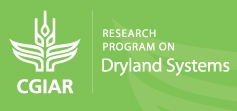 CGIAR
RESEARCH
PROGRAM ON
Dryland Systems